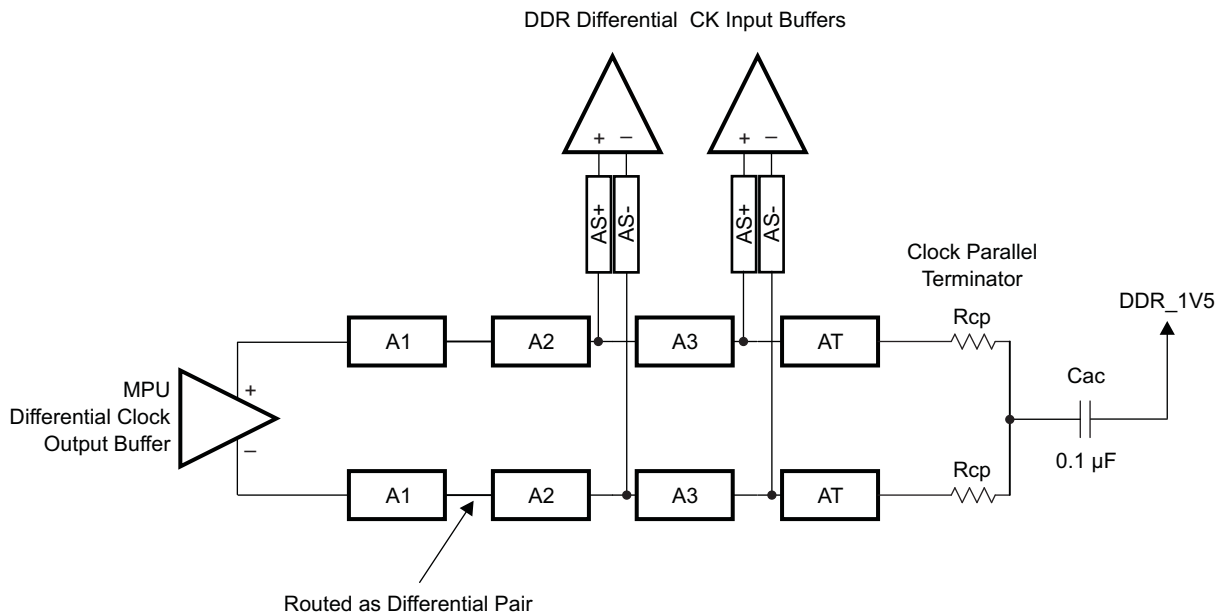 DDR Differential CK Input Buffers
+ −
+ −
AS+
AS-
AS+
AS-
Clock Parallel
Terminator
DDR_1V5
Rcp
A1
A2
A3
AT
Cac
MPU
Differential Clock
Output Buffer
+
−
0.1 µF
Rcp
A1
A2
A3
AT
Routed as Differential Pair